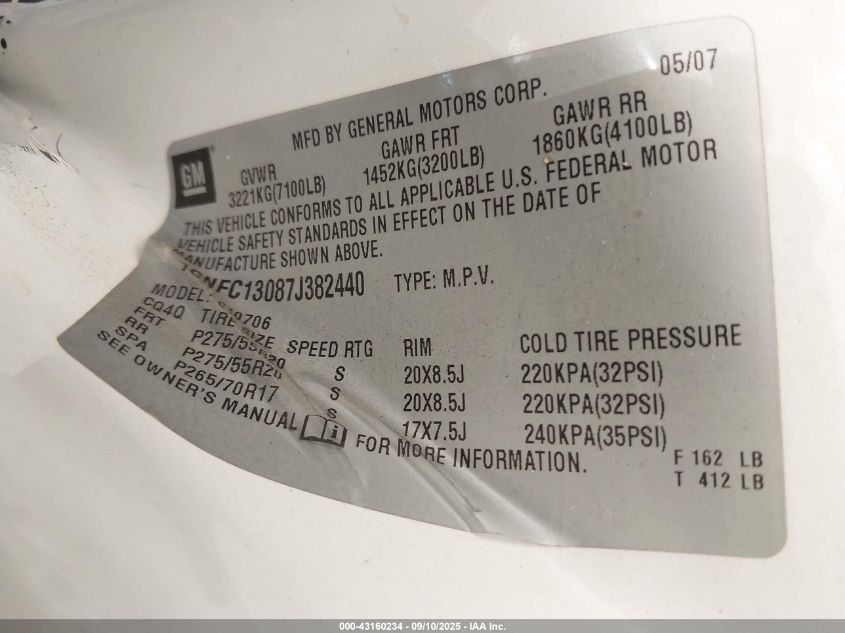 05/07
MFD BY GENERAL MOTORS CORP.
GM
GVWR GAWR FRT GAWR RR
3221KG(7100LB) 1452KG(3200LB) 1860KG(4100LB)
THIS VEHICLE CONFORMS TO ALL APPLICABLE U.S. FEDERAL MOTOR
VEHICLE SAFETY STANDARDS IN EFFECT ON THE DATE OF
MANUFACTURE SHOWN ABOVE.
1GNFC13087J382440 TYPE: M.P.V.
MODEL:
CQ4Q TIRE SIZE SPEED RTG RIM COLD TIRE PRESSURE
FRT P275/55R20 S 20X8.5J 220KPA(32PSI)
RR P275/55R20 S 20X8.5J 220KPA(32PSI)
SPA P265/70R17 S 17X7.5J 240KPA(35PSI)
SEE OWNER'S MANUAL i FOR MORE INFORMATION.
F 162 LB
T 412 LB
000-43160234 - 09/10/2025 - IAA Inc.